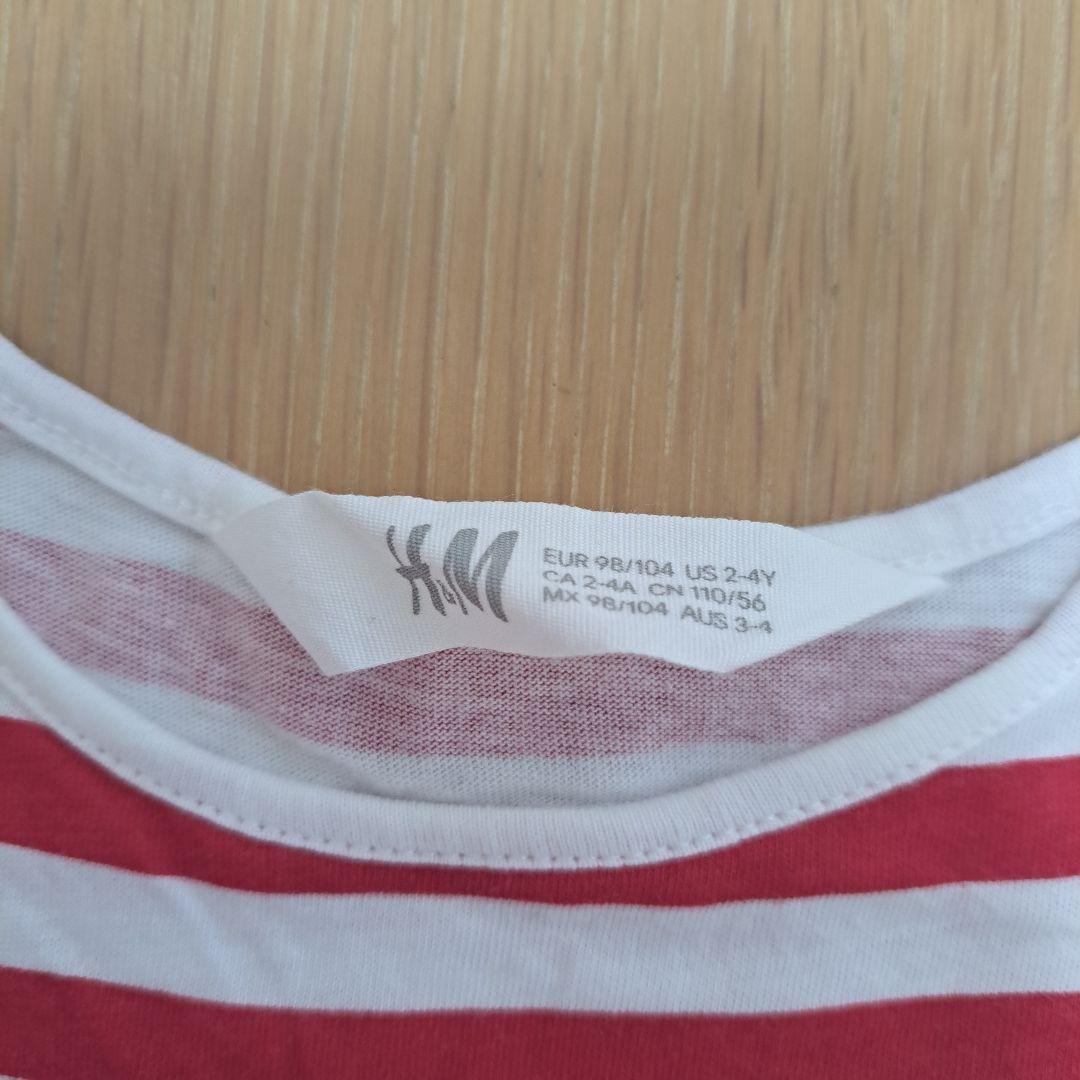 H&M
EUR 98/104 US 2-4Y
CA 2-4A CN 110/56
MX 98/104 AUS 3-4